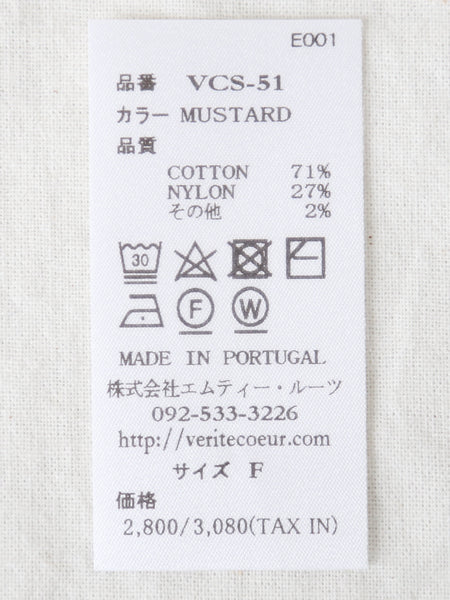 E001
品番 VCS-51
カラー MUSTARD
品質
COTTON 71%
NYLON 27%
その他 2%
30
F W
MADE IN PORTUGAL
株式会社エムティー・ルーツ
092-533-3226
http://veritecoeur.com
サイズ F
価格
2,800/3,080(TAX IN)